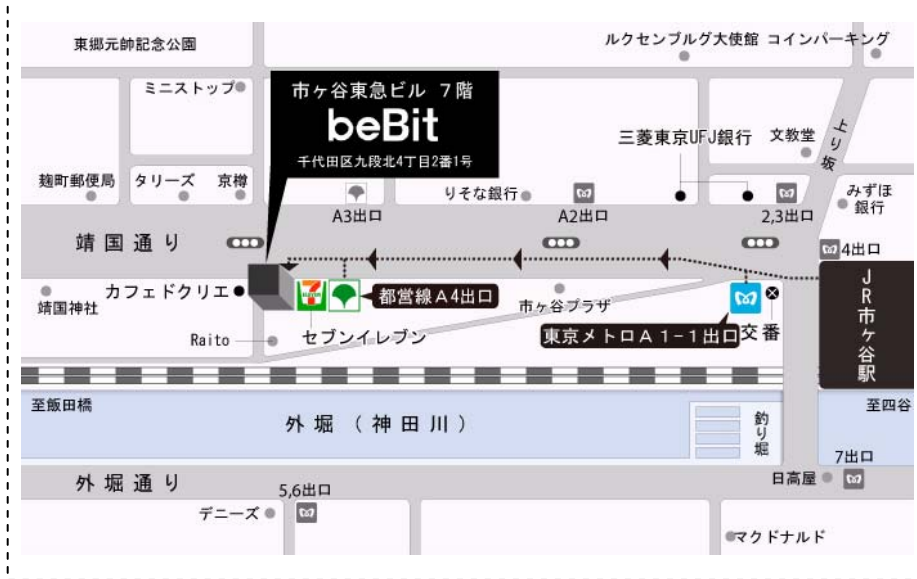 東郷元帥記念公園
ルクセンブルグ大使館
コインパーキング
ミニストップ
市ヶ谷東急ビル 7階
beBit
千代田区九段北4丁目2番1号
三菱東京UFJ銀行
文教堂
上り坂
麹町郵便局
タリーズ
京樽
A3出口
りそな銀行
A2出口
2,3出口
みずほ
銀行
靖国通り
4出口
靖国神社
カフェドクリエ
都営線A4出口
市ヶ谷プラザ
東京メトロA1-1出口
交番
JR市ヶ谷駅
Raito
セブンイレブン
至飯田橋
外堀(神田川)
釣り堀
至四谷
外堀通り
5,6出口
7出口
日高屋
デニーズ
マクドナルド